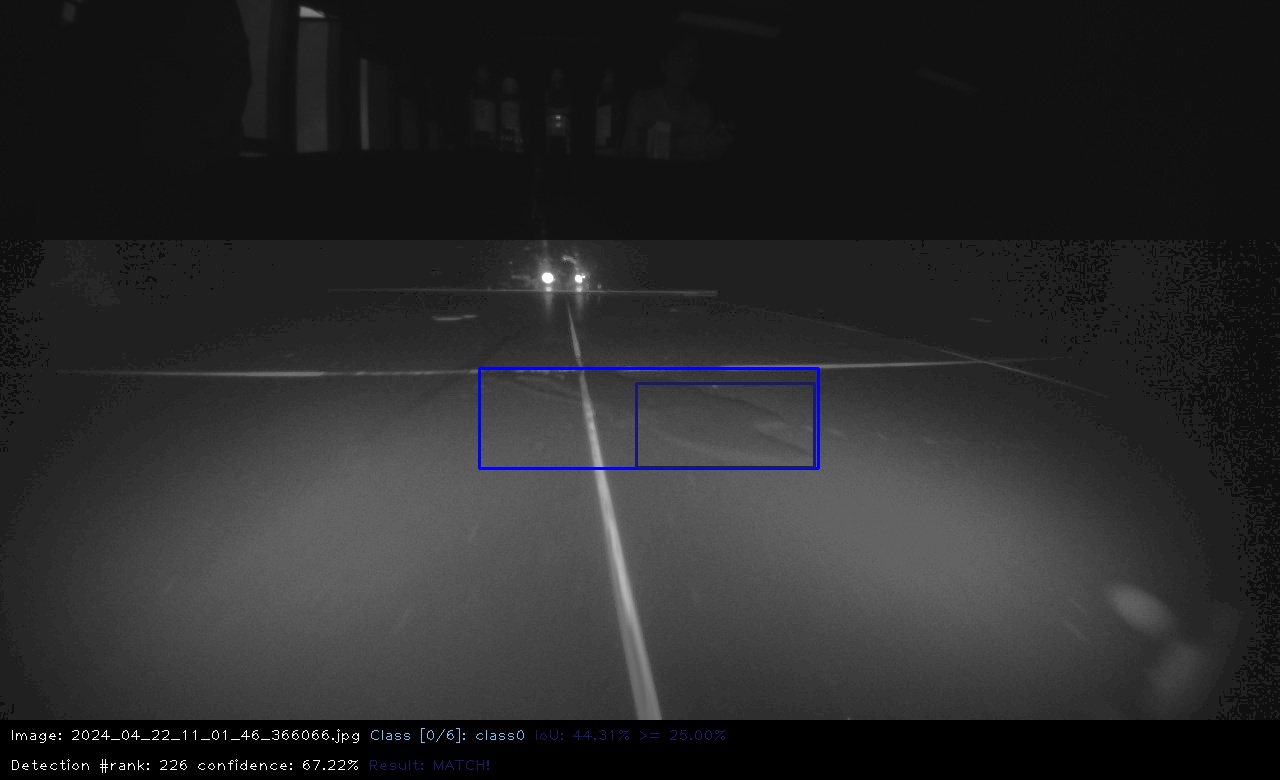 Image: 2024_04_22_11_01_46_366066.jpg Class [0/6]: class0 IoU: 44.31% >= 25.00%
Detection #rank: 226 confidence: 67.22% Result: MATCH!